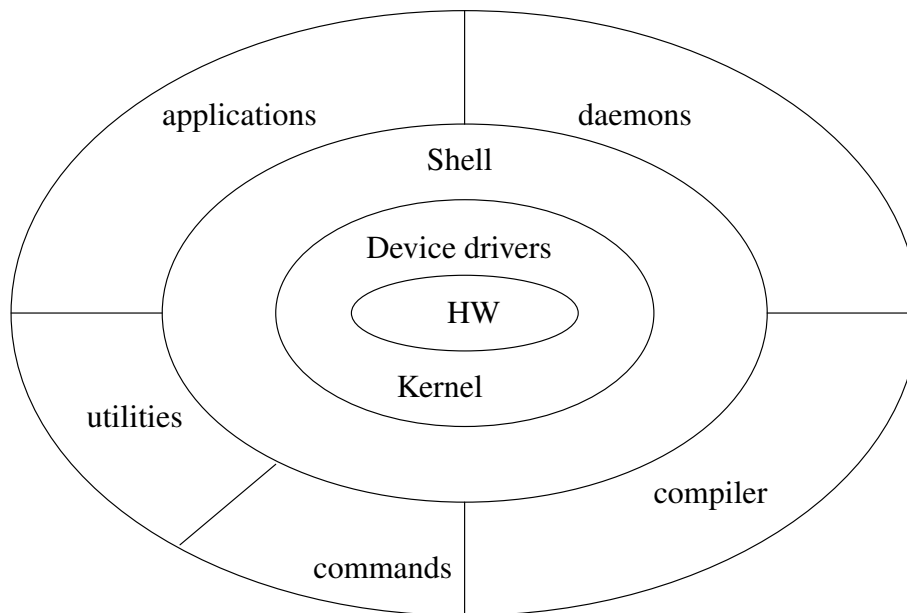 applications
daemons
Shell
Device drivers
HW
Kernel
utilities
compiler
commands